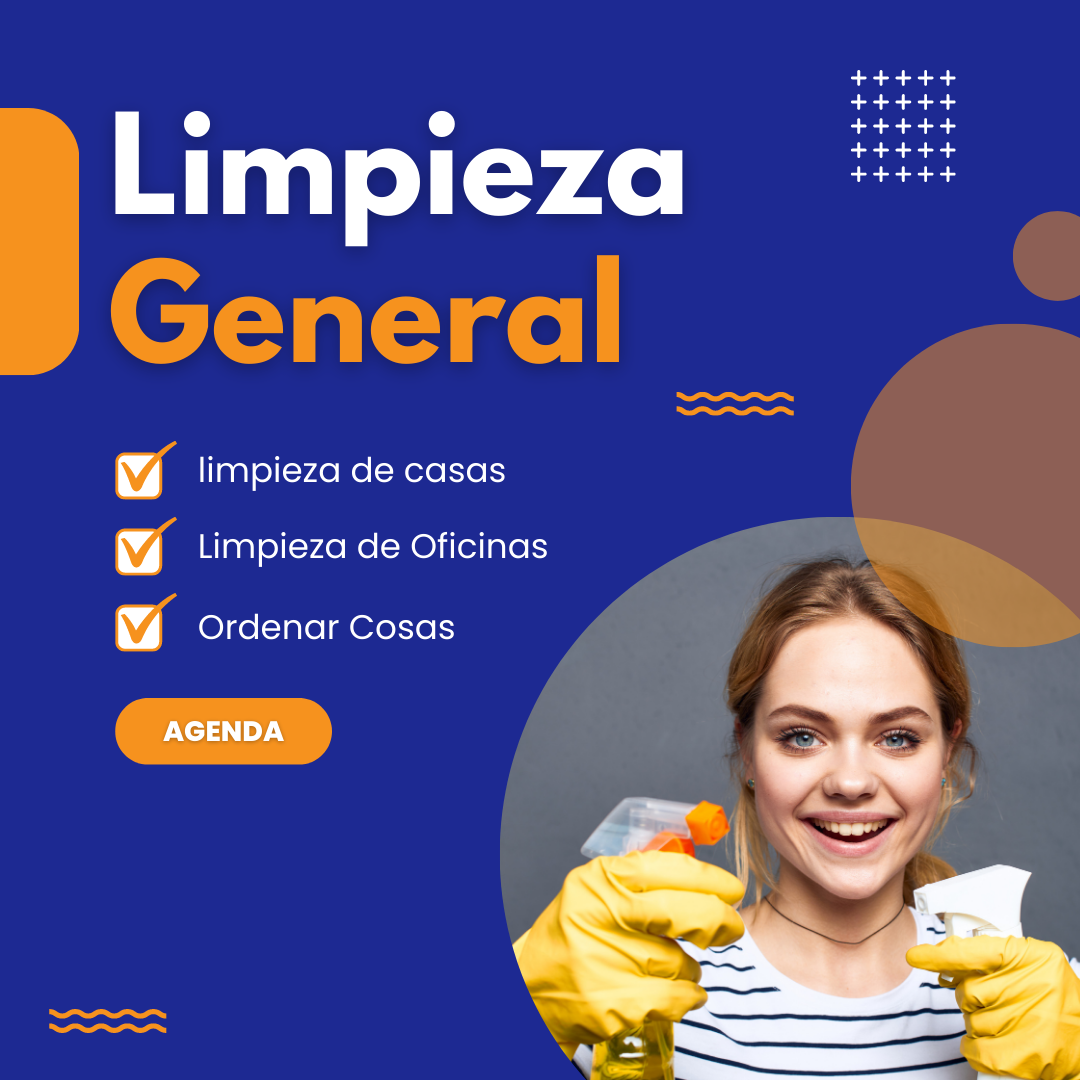 Limpieza
General
limpieza de casas
Limpieza de Oficinas
Ordenar Cosas
AGENDA